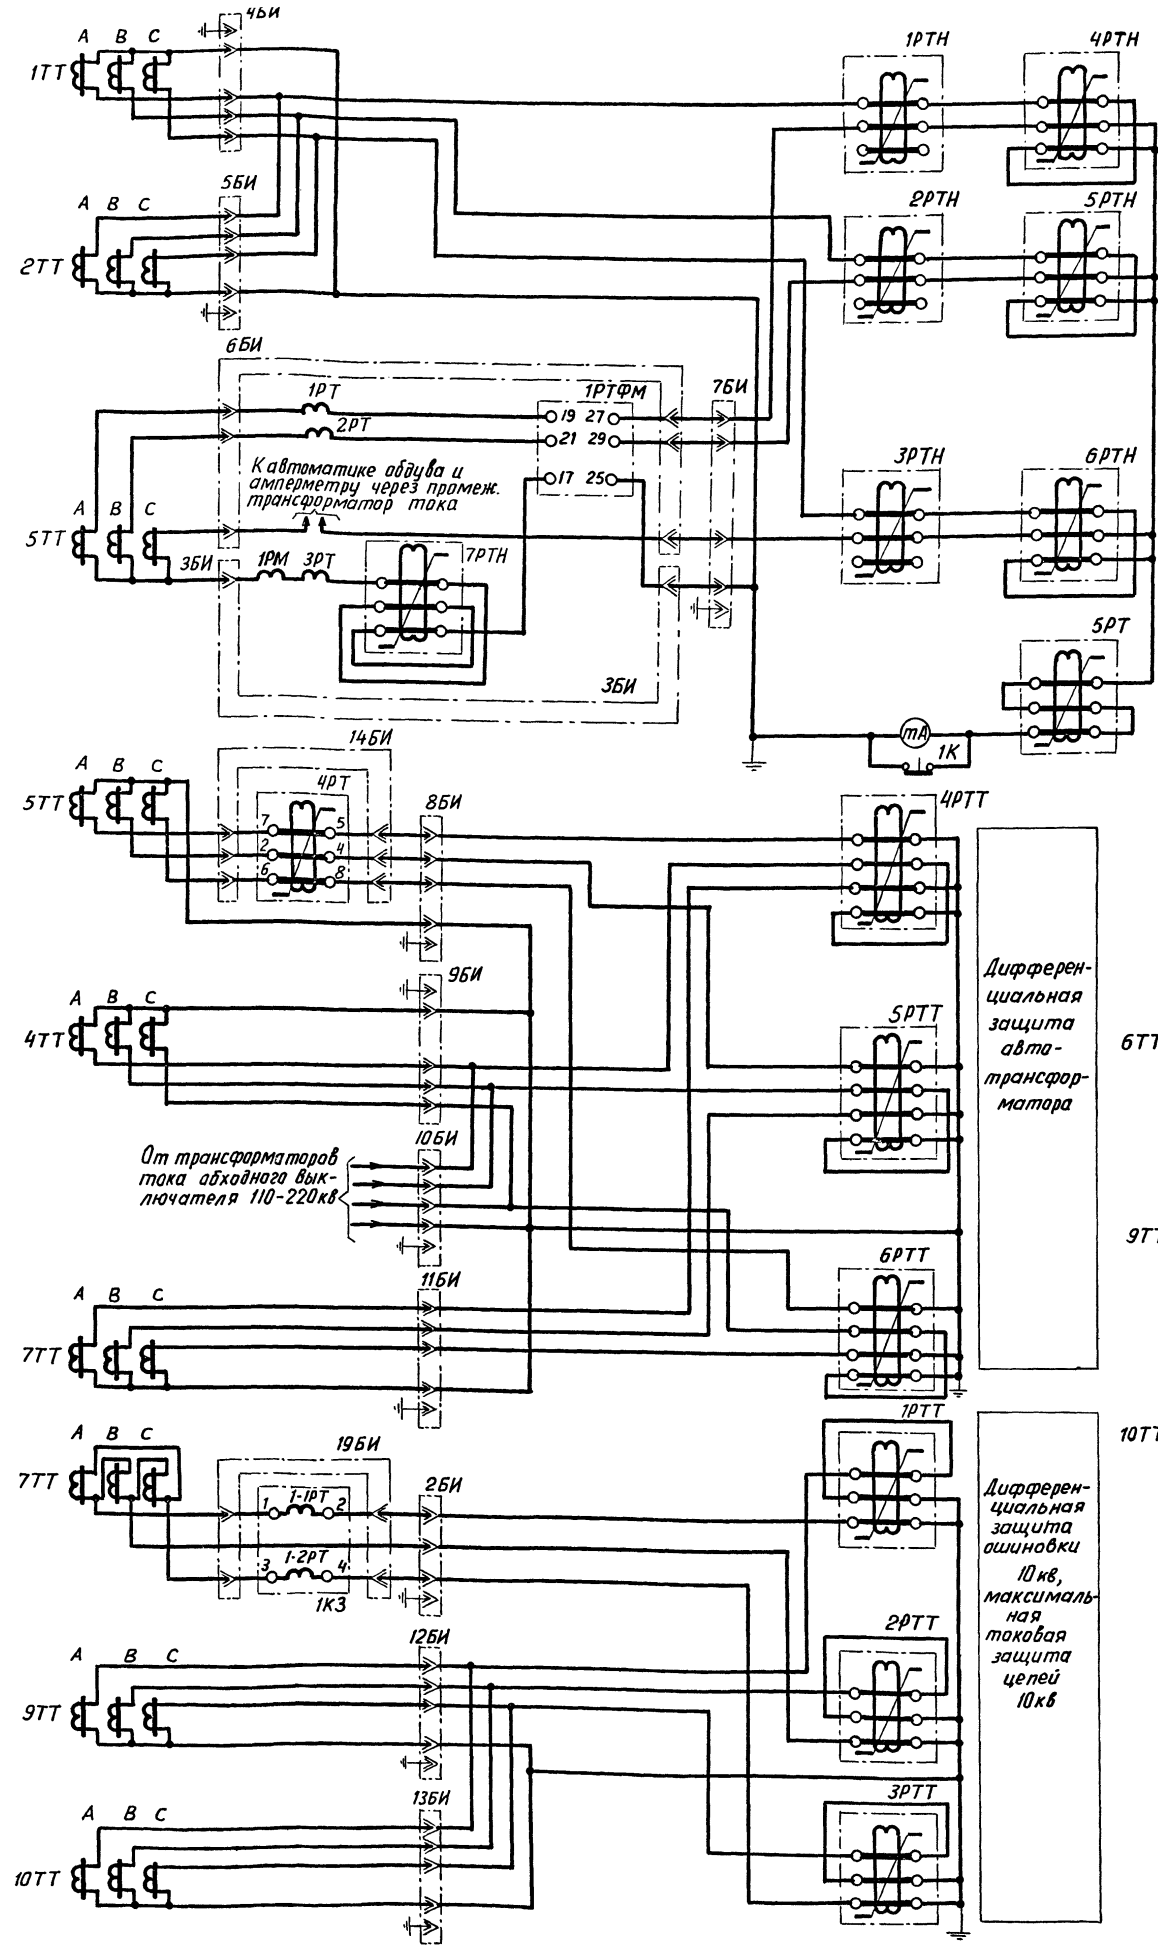 4БИ
А В С
1ТТ
1РТН
4РТН
5БИ
А В С
2ТТ
2РТН
5РТН
6БИ
1РТ
1РТФМ
7БИ
19 27
2РТ
21 29
К автоматике обдува и
амперметру через промеж.
трансформатор тока
17 25
3РТН
6РТН
А В С
5ТТ
3БИ
1РМ
3РТ
7РТН
3БИ
5РТ
mA
1К
14БИ
А В С
5ТТ
4РТ
7 5
2 4
6 8
8БИ
4РТТ
9БИ
А В С
4ТТ
5РТТ
Дифферен-
циальная
защита
авто-
трансфор-
матора
6ТТ
10БИ
От трансформаторов
тока обходного вык-
лючателя 110-220кв
9ТТ
11БИ
А В С
7ТТ
6РТТ
1РТТ
А В С
7ТТ
19БИ
1 1-1РТ 2
3 1-2РТ 4
1КЗ
2БИ
10ТТ
Дифферен-
циальная
защита
ошиновки
10кв,
максималь-
ная
токовая
защита
цепей
10кв
12БИ
А В С
9ТТ
2РТТ
13БИ
А В С
10ТТ
3РТТ